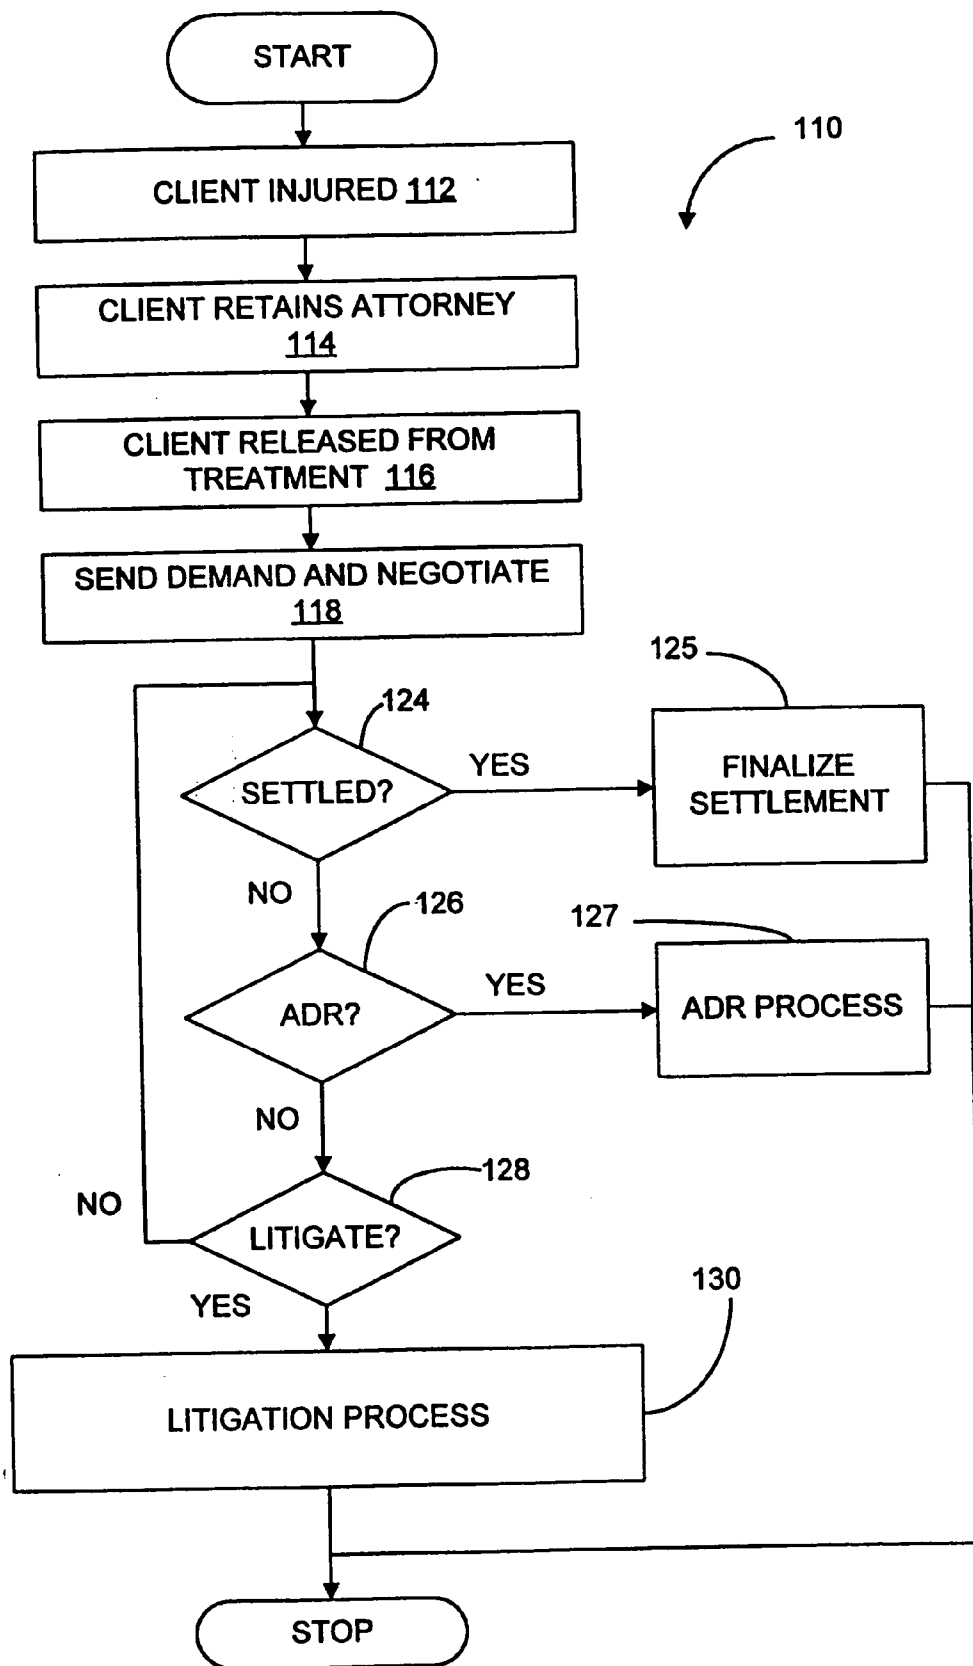 START
110
CLIENT INJURED 112
CLIENT RETAINS ATTORNEY
114
CLIENT RELEASED FROM
TREATMENT 116
SEND DEMAND AND NEGOTIATE
118
125
124
SETTLED?
YES
FINALIZE
SETTLEMENT
NO
126
127
ADR?
YES
ADR PROCESS
NO
128
NO
LITIGATE?
YES
130
LITIGATION PROCESS
STOP